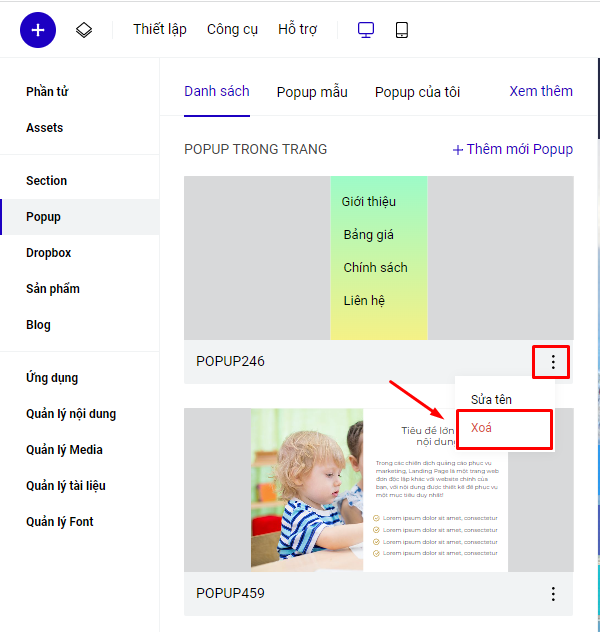 Thiết lập Công cụ Hỗ trợ
Phần tử
Assets
Section
Popup
Dropbox
Sản phẩm
Blog
Ứng dụng
Quản lý nội dung
Quản lý Media
Quản lý tài liệu
Quản lý Font
Danh sách Popup mẫu Popup của tôi Xem thêm
POPUP TRONG TRANG + Thêm mới Popup
Giới thiệu
Bảng giá
Chính sách
Liên hệ
POPUP246
Sửa tên
Xoá
Tiêu đề lớn
nội dung
Trong các chiến dịch quảng cáo phục vụ
marketing, Landing Page là một trang web
đơn độc lập khác với website chính của
bạn, với nội dung được thiết kế để phục vụ
một mục tiêu duy nhất!
Lorem ipsum dolor sit amet, consectetur
Lorem ipsum dolor sit amet, consectetur
Lorem ipsum dolor sit amet, consectetur
Lorem ipsum dolor sit amet, consectetur
POPUP459